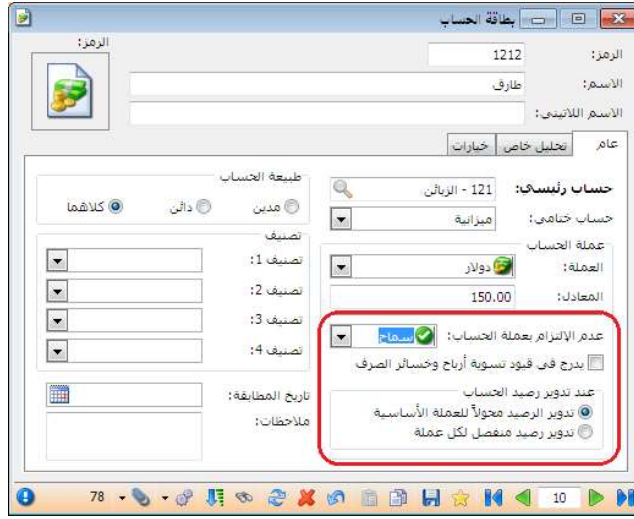 بطاقة الحساب
الرمز: 1212
الاسم: طارق
الاسم اللاتيني:
الرمز:
عام
تحليل خاص
خيارات
حساب رئيسي: 121 - الزبائن
حساب ختامي: ميزانية
عملة الحساب
العملة: دولار
المعادل: 150.00
عدم الإلتزام بعملة الحساب: سماح
يدرج في قيود تسوية أرباح وخسائر الصرف
عند تدوير رصيد الحساب
تدوير الرصيد محولاً للعملة الأساسية
تدوير رصيد منفصل لكل عملة
طبيعة الحساب
مدين
دائن
كلاهما
تصنيف
تصنيف 1:
تصنيف 2:
تصنيف 3:
تصنيف 4:
تاريخ المطابقة:
ملاحظات:
10
78